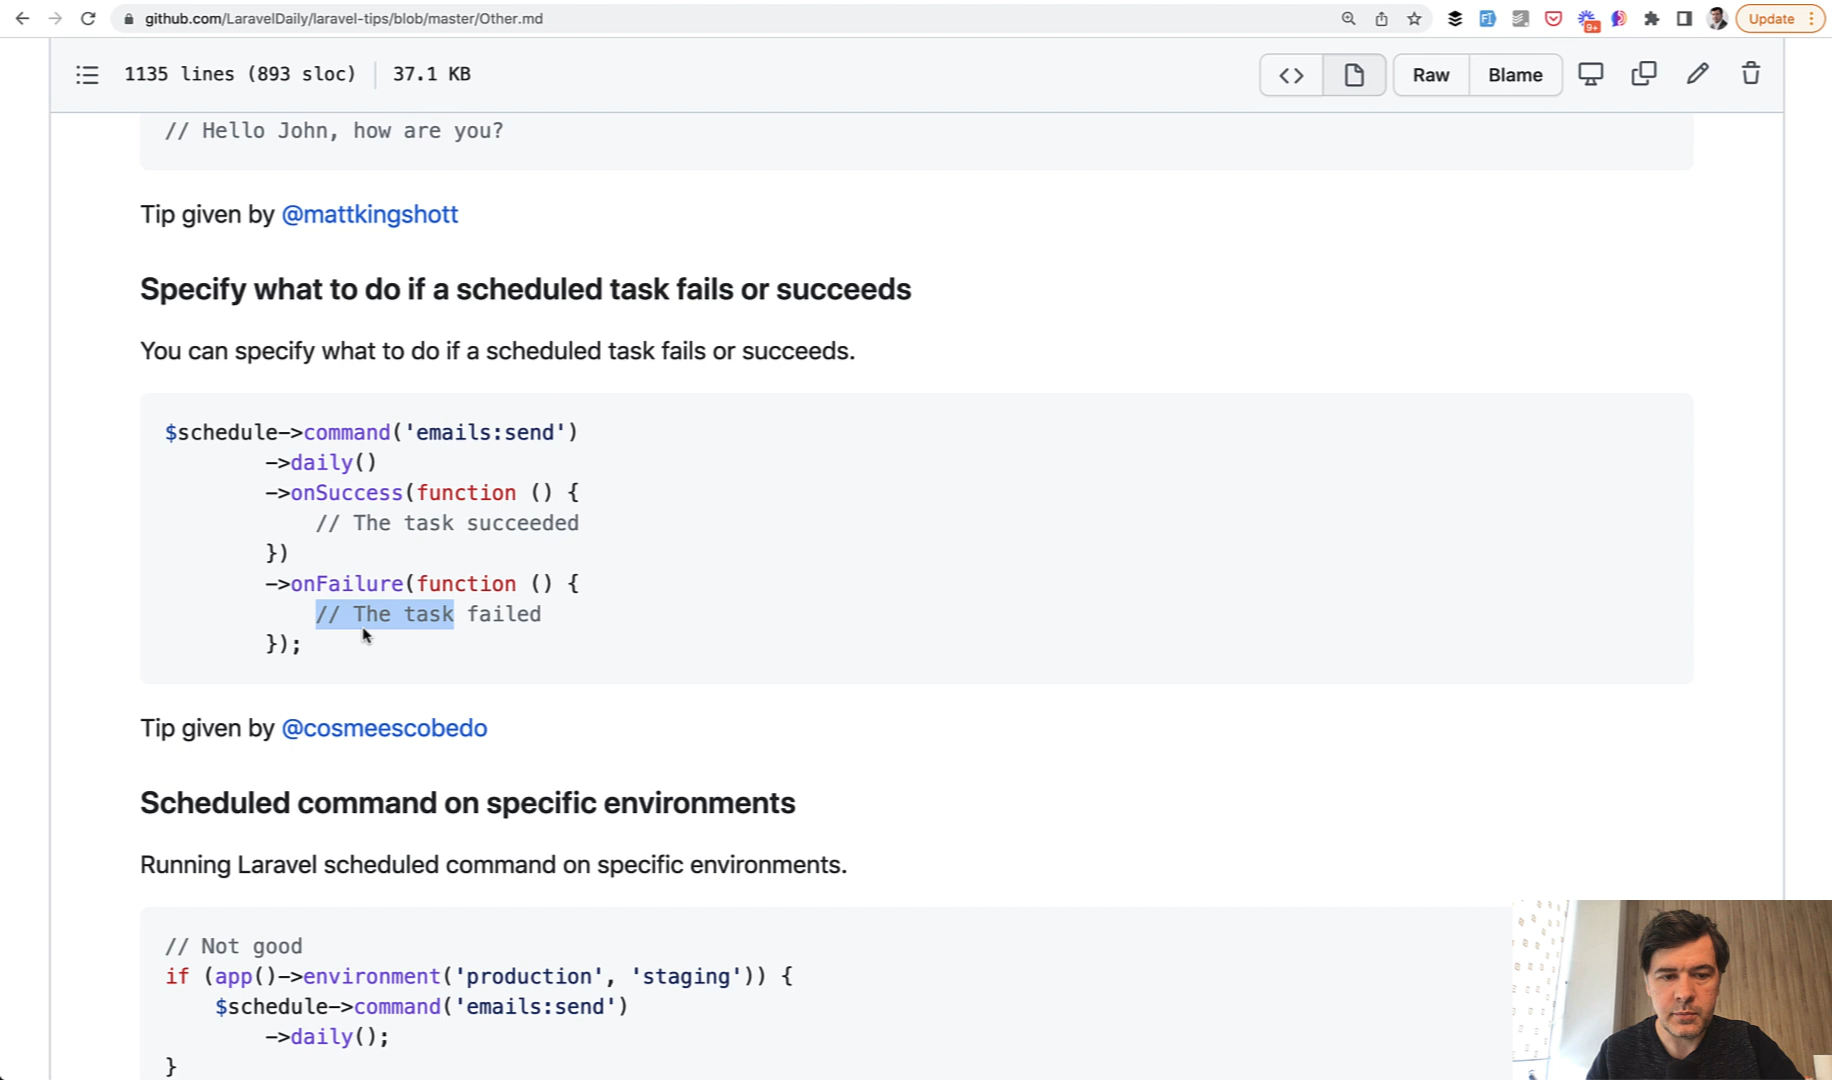 github.com/LaravelDaily/laravel-tips/blob/master/Other.md
9+
Update
1135 lines (893 sloc)
37.1 KB
Raw
Blame
// Hello John, how are you?
Tip given by @mattkingshott
Specify what to do if a scheduled task fails or succeeds
You can specify what to do if a scheduled task fails or succeeds.
$schedule->command('emails:send')
->daily()
->onSuccess(function () {
// The task succeeded
})
->onFailure(function () {
// The task failed
});
Tip given by @cosmeescobedo
Scheduled command on specific environments
Running Laravel scheduled command on specific environments.
// Not good
if (app()->environment('production', 'staging')) {
$schedule->command('emails:send')
->daily();
}